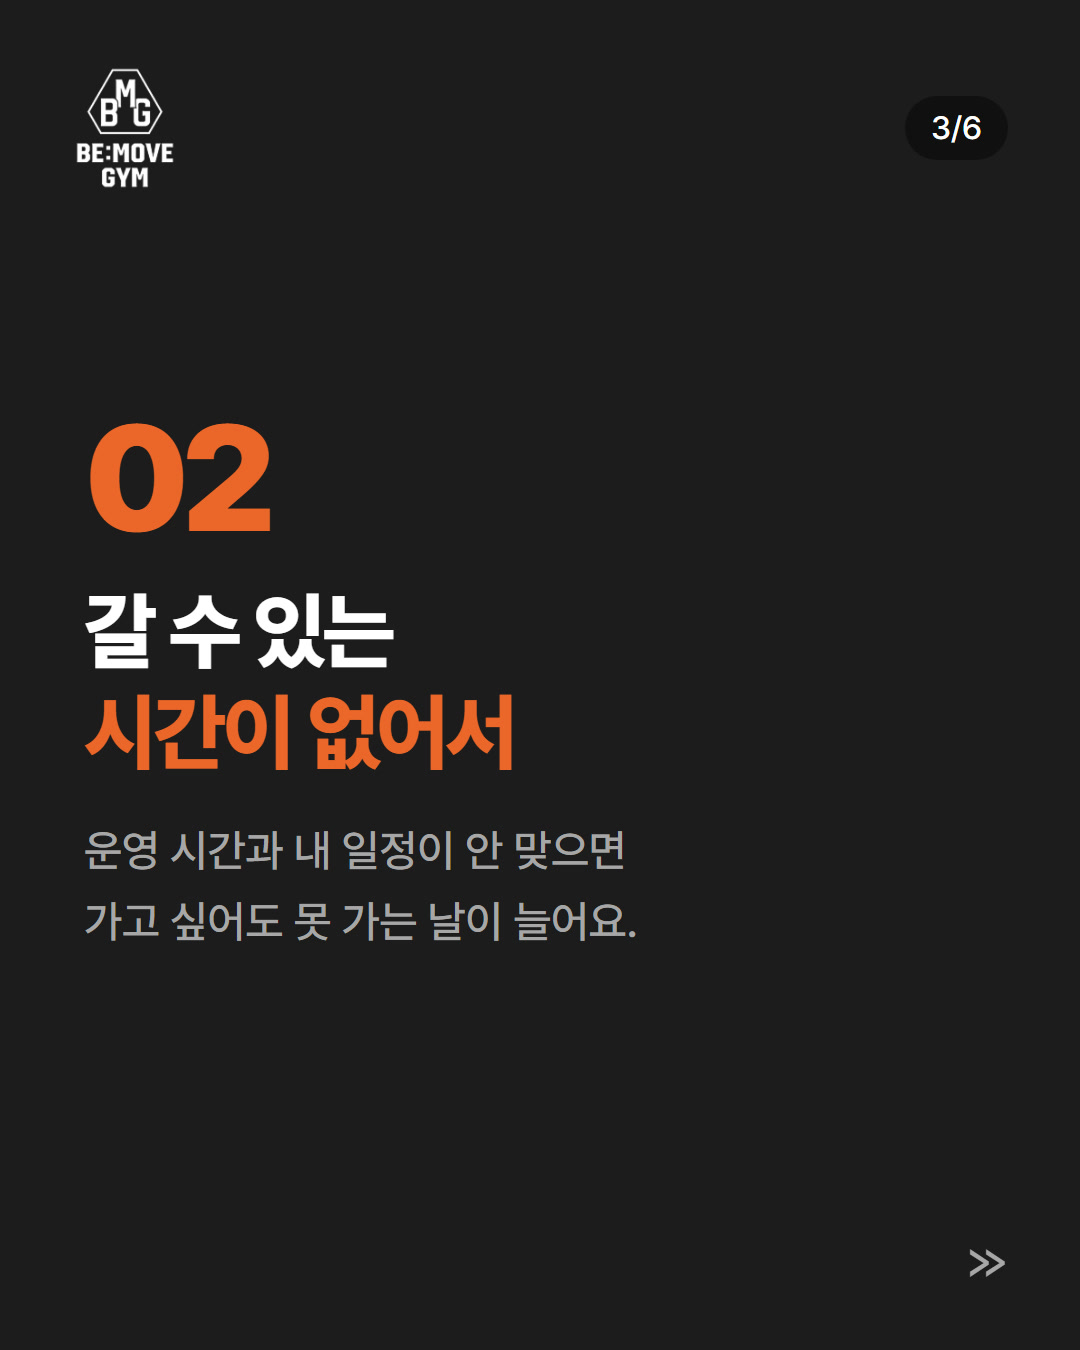 BMG
BE:MOVE
GYM
3/6
02
갈 수 있는
시간이 없어서
운영 시간과 내 일정이 안 맞으면
가고 싶어도 못 가는 날이 늘어요.